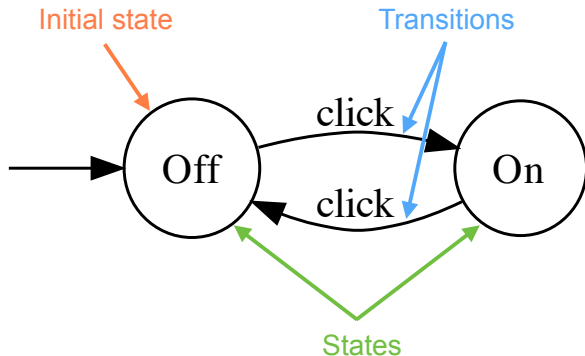 Initial state
Transitions
click
Off
On
click
States